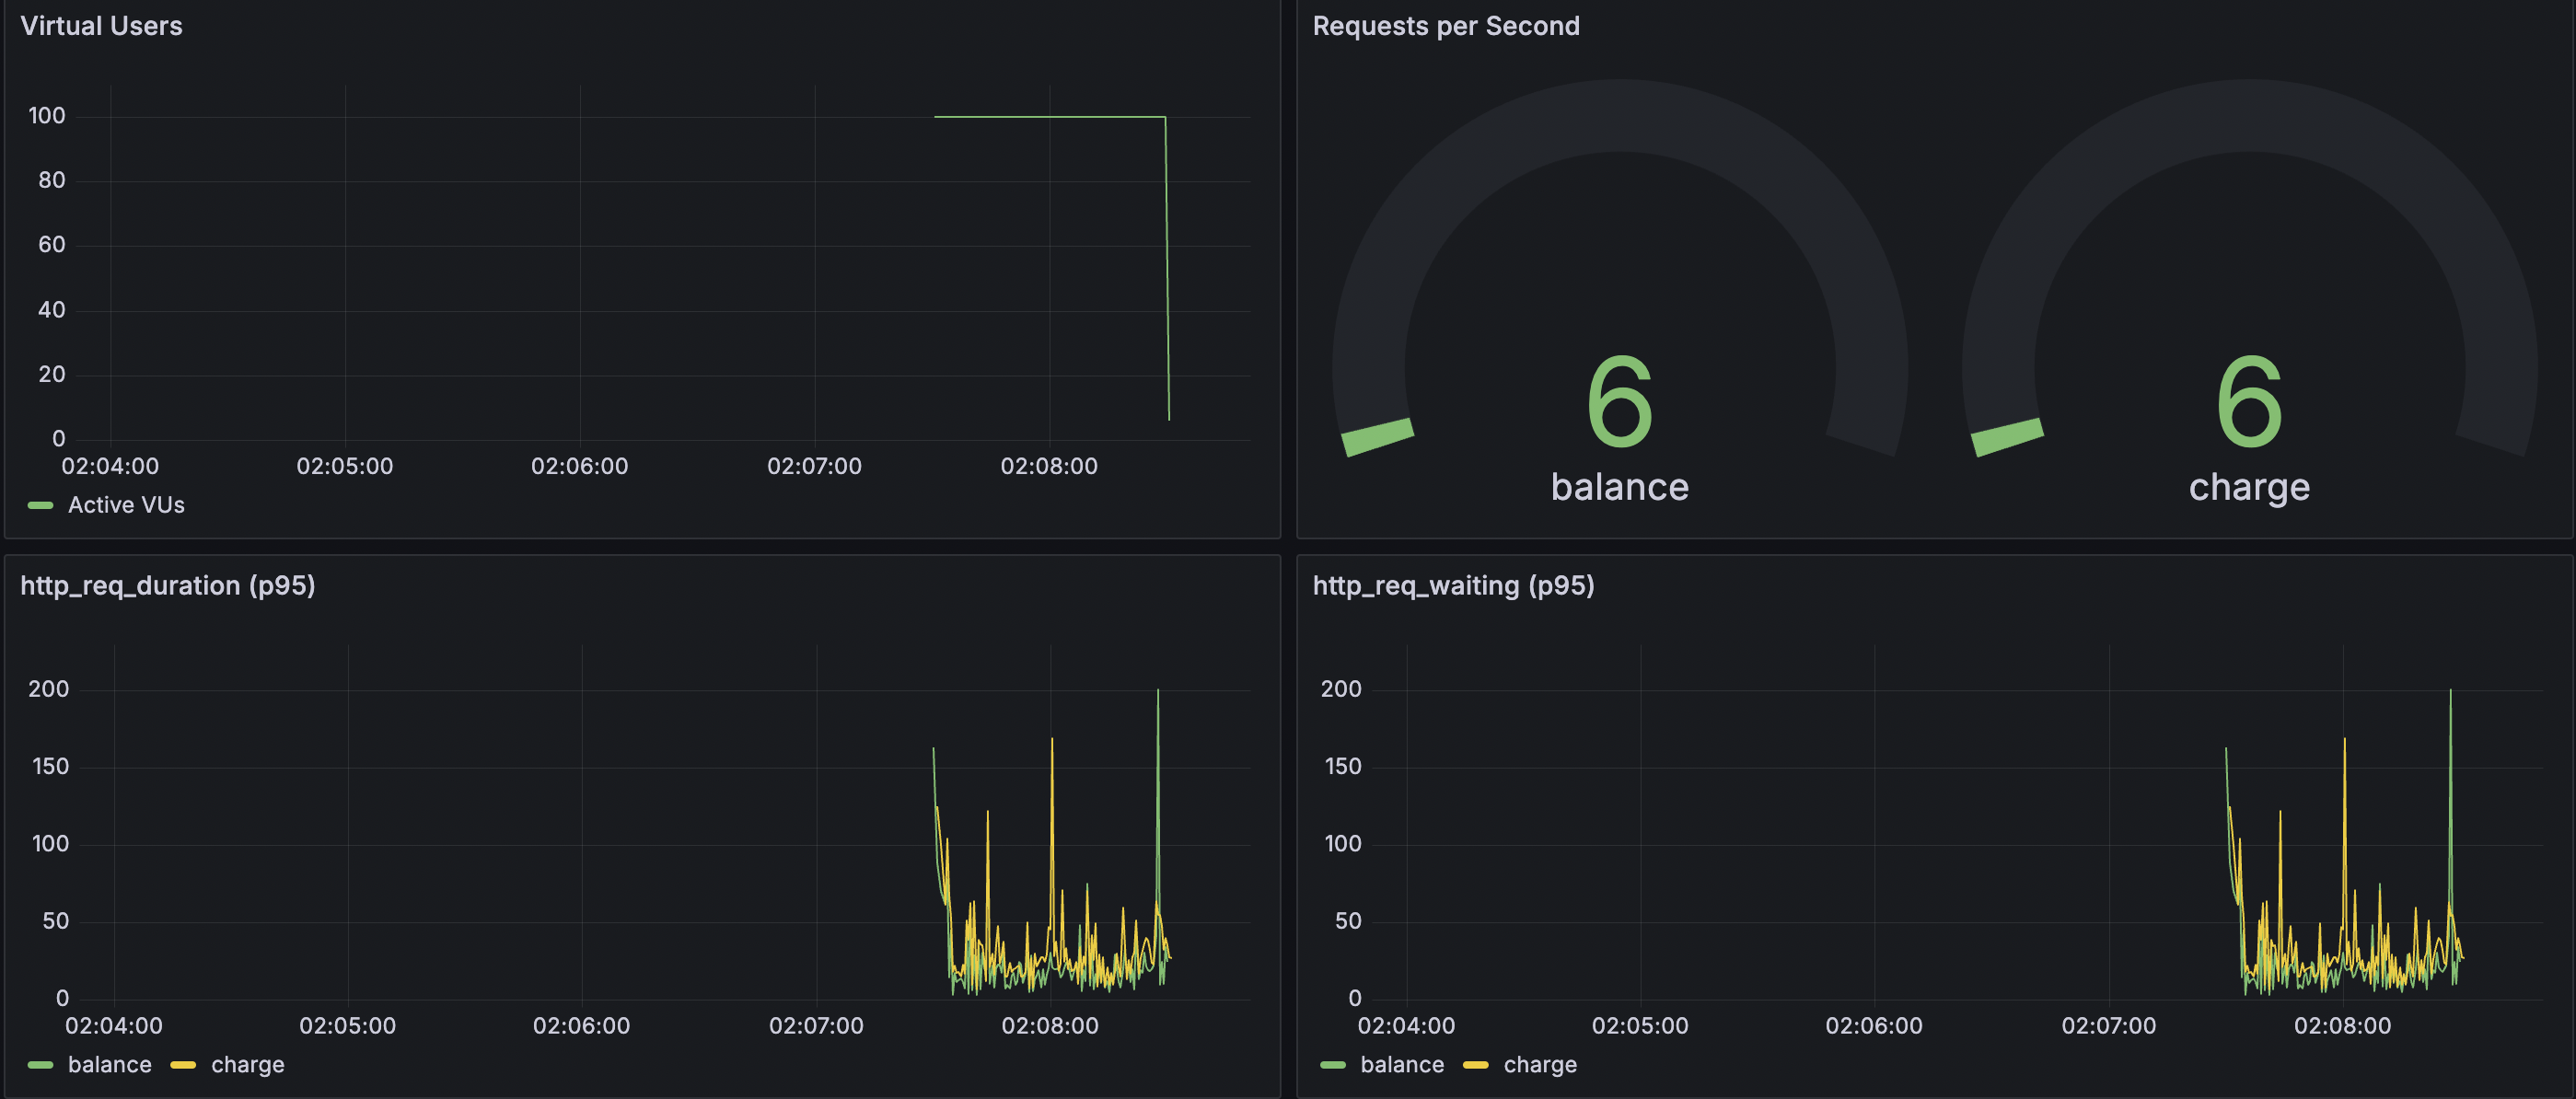 Virtual Users
100
80
60
40
20
0
02:04:00 02:05:00 02:06:00 02:07:00 02:08:00
Active VUs
Requests per Second
6 6
balance charge
http_req_duration (p95)
200
150
100
50
0
02:04:00 02:05:00 02:06:00 02:07:00 02:08:00
balance charge
http_req_waiting (p95)
200
150
100
50
0
02:04:00 02:05:00 02:06:00 02:07:00 02:08:00
balance charge